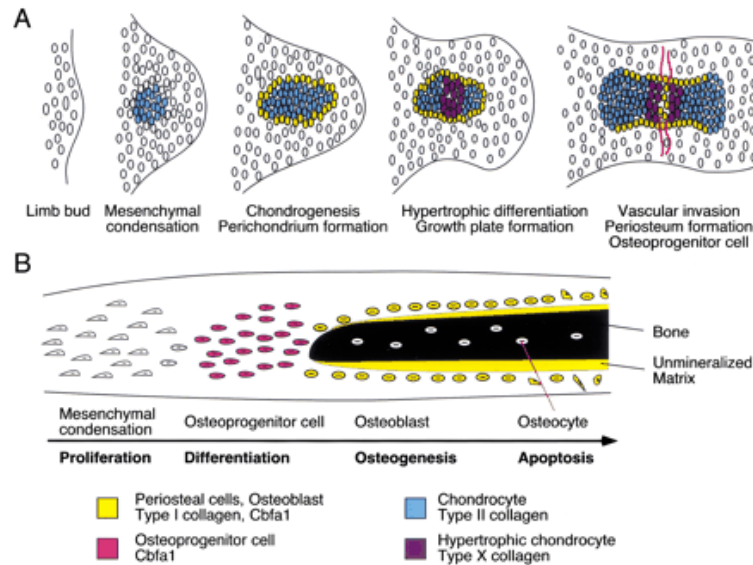 A
Limb bud
Mesenchymal
condensation
Chondrogenesis
Perichondrium formation
Hypertrophic differentiation
Growth plate formation
Vascular invasion
Periosteum formation
Osteoprogenitor cell
B
Bone
Unmineralized
Matrix
Mesenchymal
condensation
Osteoprogenitor cell
Osteoblast
Osteocyte
Proliferation
Differentiation
Osteogenesis
Apoptosis
Periosteal cells, Osteoblast
Type I collagen, Cbfa1
Osteoprogenitor cell
Cbfa1
Chondrocyte
Type II collagen
Hypertrophic chondrocyte
Type X collagen